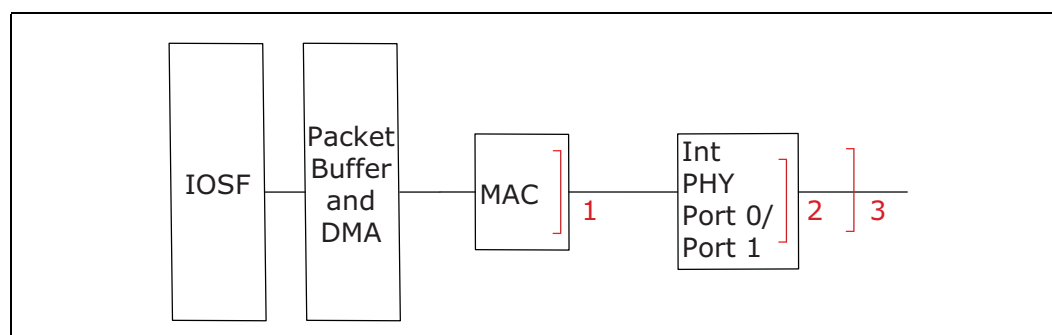 IOSF
Packet
Buffer
and
DMA
MAC
1
Int
PHY
Port 0/
Port 1
2
3